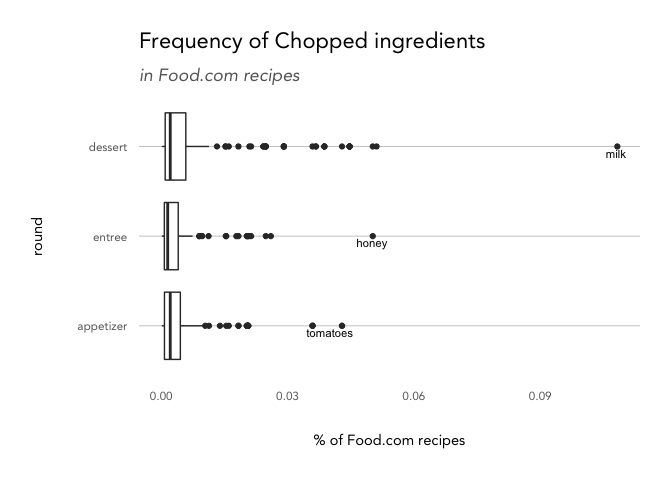 Frequency of Chopped ingredients
in Food.com recipes
dessert
milk
round
entree
honey
appetizer
tomatoes
0.00 0.03 0.06 0.09
% of Food.com recipes